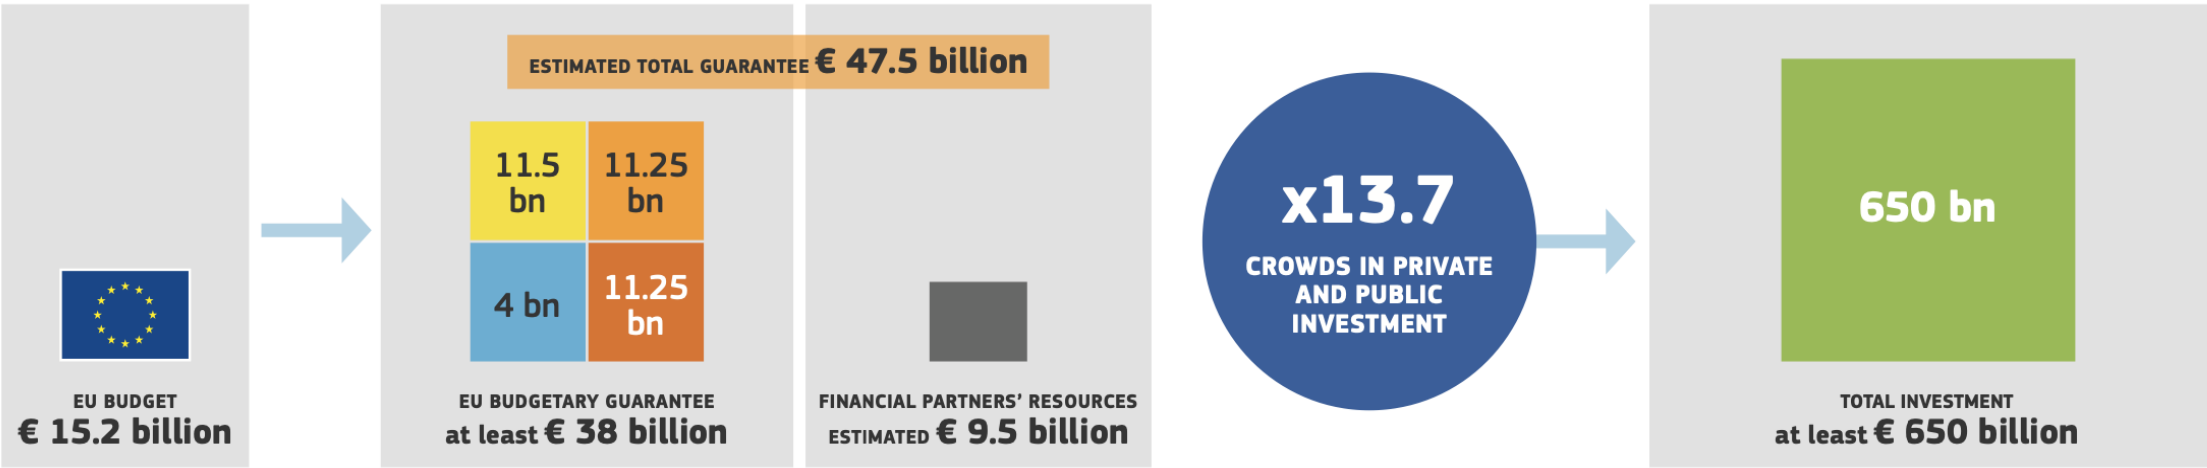 EU BUDGET
€ 15.2 billion
ESTIMATED TOTAL GUARANTEE € 47.5 billion
11.5
bn
11.25
bn
4 bn
11.25
bn
EU BUDGETARY GUARANTEE
at least € 38 billion
FINANCIAL PARTNERS’ RESOURCES
ESTIMATED € 9.5 billion
x13.7
CROWDS IN PRIVATE
AND PUBLIC
INVESTMENT
650 bn
TOTAL INVESTMENT
at least € 650 billion